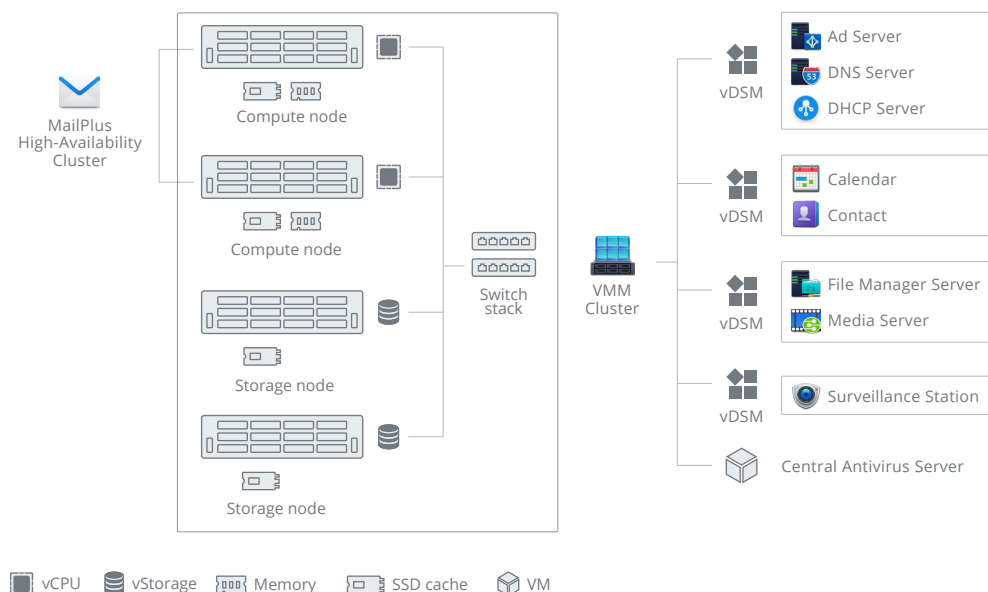 MailPlus
High-Availability
Cluster
Compute node
Compute node
Storage node
Storage node
Switch
stack
VMM
Cluster
vDSM
Ad Server
53
DNS Server
DHCP Server
vDSM
Calendar
Contact
vDSM
File Manager Server
Media Server
vDSM
Surveillance Station
Central Antivirus Server
vCPU
vStorage
Memory
SSD cache
VM